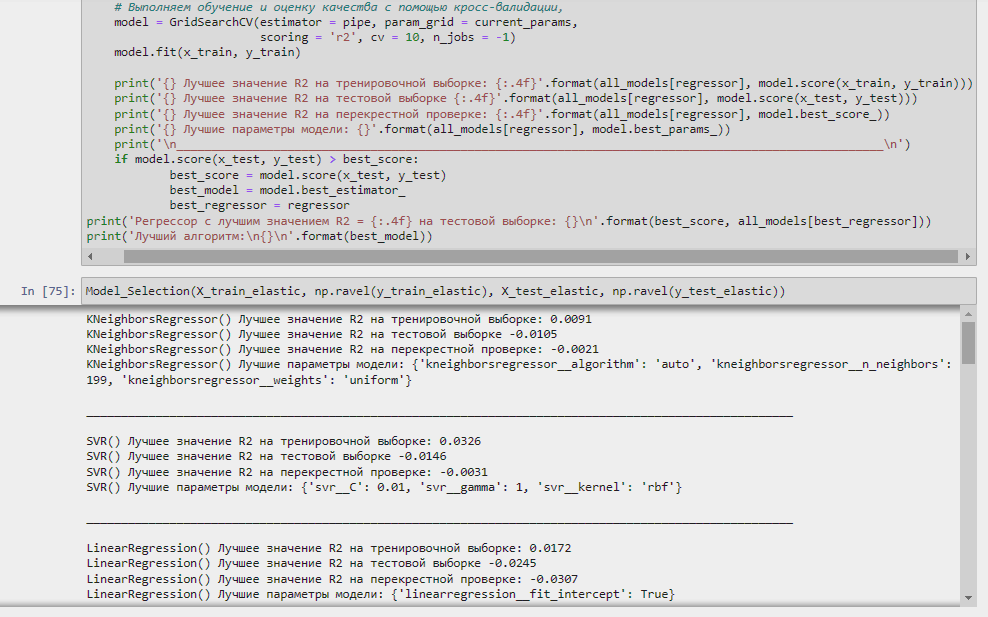 # Выполняем обучение и оценку качества с помощью кросс-валидации,
model = GridSearchCV(estimator = pipe, param_grid = current_params,
scoring = 'r2', cv = 10, n_jobs = -1)
model.fit(x_train, y_train)
print('{} Лучшее значение R2 на тренировочной выборке: {:.4f}'.format(all_models[regressor], model.score(x_train, y_train)))
print('{} Лучшее значение R2 на тестовой выборке {:.4f}'.format(all_models[regressor], model.score(x_test, y_test)))
print('{} Лучшее значение R2 на перекрестной проверке: {:.4f}'.format(all_models[regressor], model.best_score_))
print('{} Лучшие параметры модели: {}'.format(all_models[regressor], model.best_params_))
print('\n____________________________________________________________________________________________________\n')
if model.score(x_test, y_test) > best_score:
best_score = model.score(x_test, y_test)
best_model = model.best_estimator_
best_regressor = regressor
print('Регрессор с лучшим значением R2 = {:.4f} на тестовой выборке: {}\n'.format(best_score, all_models[best_regressor]))
print('Лучший алгоритм:\n{}\n'.format(best_model))
In [75]: Model_Selection(X_train_elastic, np.ravel(y_train_elastic), X_test_elastic, np.ravel(y_test_elastic))
KNeighborsRegressor() Лучшее значение R2 на тренировочной выборке: 0.0091
KNeighborsRegressor() Лучшее значение R2 на тестовой выборке -0.0105
KNeighborsRegressor() Лучшее значение R2 на перекрестной проверке: -0.0021
KNeighborsRegressor() Лучшие параметры модели: {'kneighborsregressor__algorithm': 'auto', 'kneighborsregressor__n_neighbors':
199, 'kneighborsregressor__weights': 'uniform'}
____________________________________________________________________________________________________
SVR() Лучшее значение R2 на тренировочной выборке: 0.0326
SVR() Лучшее значение R2 на тестовой выборке -0.0146
SVR() Лучшее значение R2 на перекрестной проверке: -0.0031
SVR() Лучшие параметры модели: {'svr__C': 0.01, 'svr__gamma': 1, 'svr__kernel': 'rbf'}
____________________________________________________________________________________________________
LinearRegression() Лучшее значение R2 на тренировочной выборке: 0.0172
LinearRegression() Лучшее значение R2 на тестовой выборке -0.0245
LinearRegression() Лучшее значение R2 на перекрестной проверке: -0.0307
LinearRegression() Лучшие параметры модели: {'linearregression__fit_intercept': True}